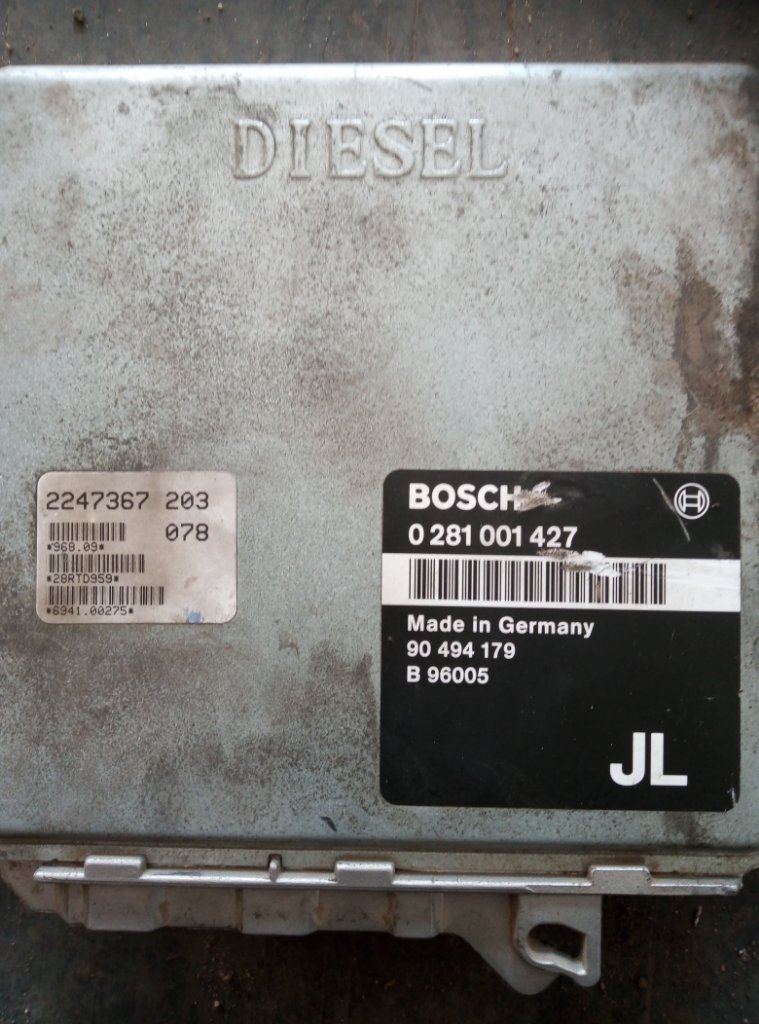 DIESEL
2247367 203
078
*968.09*
*28RTD959*
*6941.00275*
BOSCH
0 281 001 427
Made in Germany
90 494 179
B 96005
JL